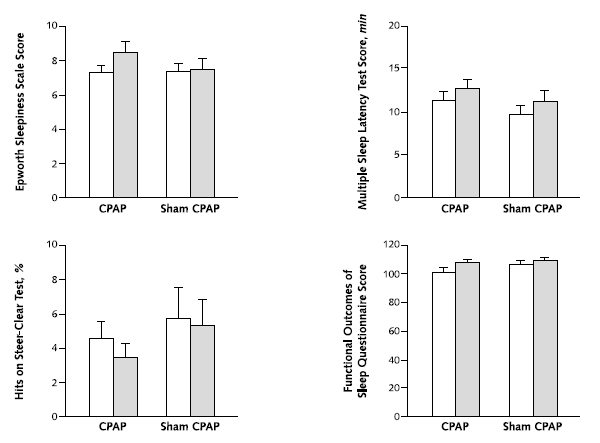 Epworth Sleepiness Scale Score
10
8
6
4
2
0
CPAP
Sham CPAP
Multiple Sleep Latency Test Score, min
20
15
10
5
0
CPAP
Sham CPAP
Hits on Steer-Clear Test, %
10
8
6
4
2
0
CPAP
Sham CPAP
Functional Outcomes of
Sleep Questionnaire Score
120
100
80
60
40
20
0
CPAP
Sham CPAP